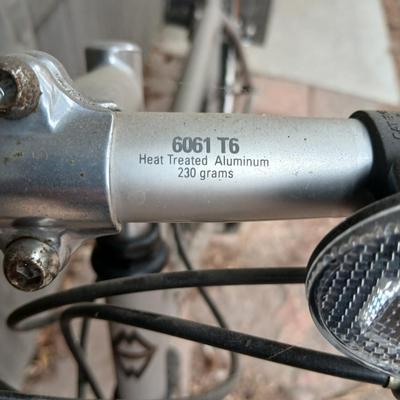 6061 T6
Heat Treated Aluminum
230 grams